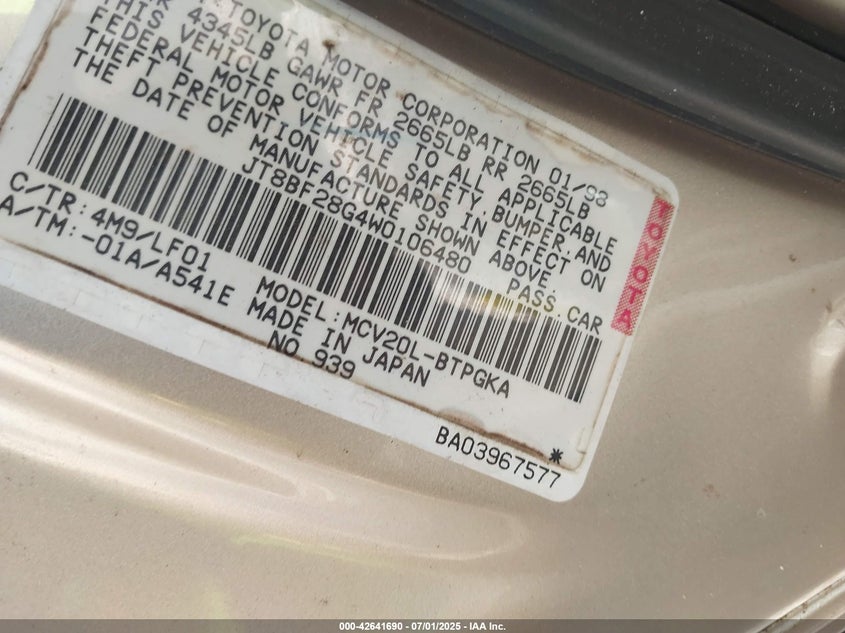 TOYOTA MOTOR CORPORATION 01/98
4345LB GAWR FR 2665LB RR 2665LB
THIS VEHICLE CONFORMS TO ALL APPLICABLE
FEDERAL MOTOR VEHICLE SAFETY, BUMPER, AND
THEFT PREVENTION STANDARDS IN EFFECT ON
THE DATE OF MANUFACTURE SHOWN ABOVE.
JT8BF28G4W0106480 PASS.CAR
C/TR: 4M9/LF01 MODEL: MCV20L-BTPGKA
A/TM: -01A/A541E MADE IN JAPAN
NO 939
BA03967577 *
TOYOTA
000-42641690 - 07/01/2025 - IAA Inc.